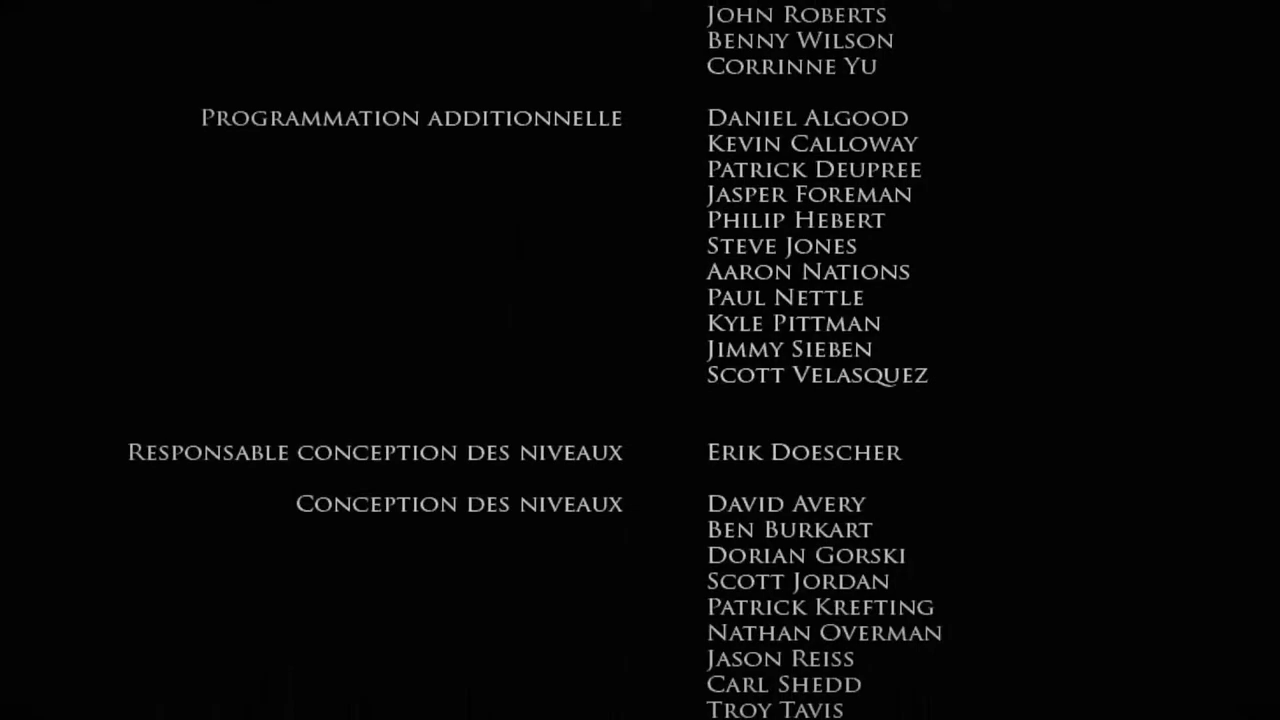 JOHN ROBERTS
BENNY WILSON
CORRINNE YU
PROGRAMMATION ADDITIONNELLE DANIEL ALGOOD
KEVIN CALLOWAY
PATRICK DEUPREE
JASPER FOREMAN
PHILIP HEBERT
STEVE JONES
AARON NATIONS
PAUL NETTLE
KYLE PITTMAN
JIMMY SIEBEN
SCOTT VELASQUEZ
RESPONSABLE CONCEPTION DES NIVEAUX ERIK DOESCHER
CONCEPTION DES NIVEAUX DAVID AVERY
BEN BURKART
DORIAN GORSKI
SCOTT JORDAN
PATRICK KREFTING
NATHAN OVERMAN
JASON REISS
CARL SHEDD
TROY TAVIS